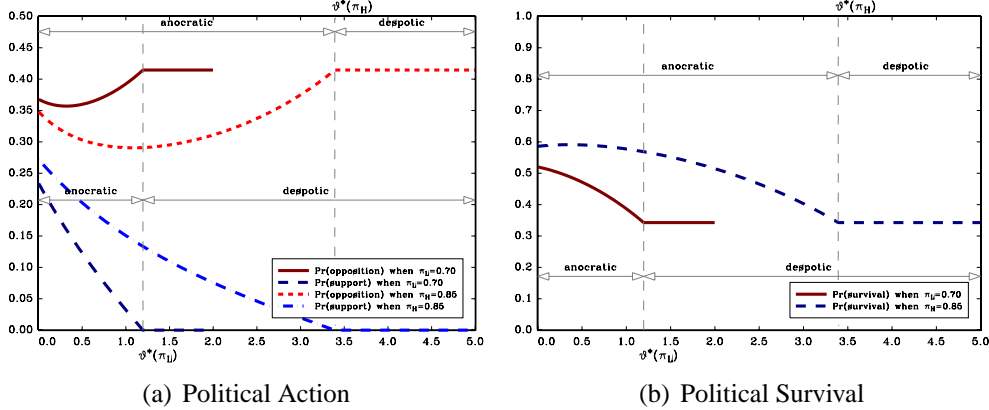 ϑ*(π_H)
0.50
0.45
0.40
0.35
0.30
0.25
0.20
0.15
0.10
0.05
0.00
anocratic
despotic
anocratic
despotic
Pr(opposition) when π_L=0.70
Pr(support) when π_L=0.70
Pr(opposition) when π_H=0.85
Pr(support) when π_H=0.85
0.0 0.5 1.0 1.5 2.0 2.5 3.0 3.5 4.0 4.5 5.0
ϑ*(π_L)
(a) Political Action
ϑ*(π_H)
1.0
0.9
0.8
0.7
0.6
0.5
0.4
0.3
0.2
0.1
0.0
anocratic
despotic
anocratic
despotic
Pr(survival) when π_L=0.70
Pr(survival) when π_H=0.85
0.0 0.5 1.0 1.5 2.0 2.5 3.0 3.5 4.0 4.5 5.0
ϑ*(π_L)
(b) Political Survival